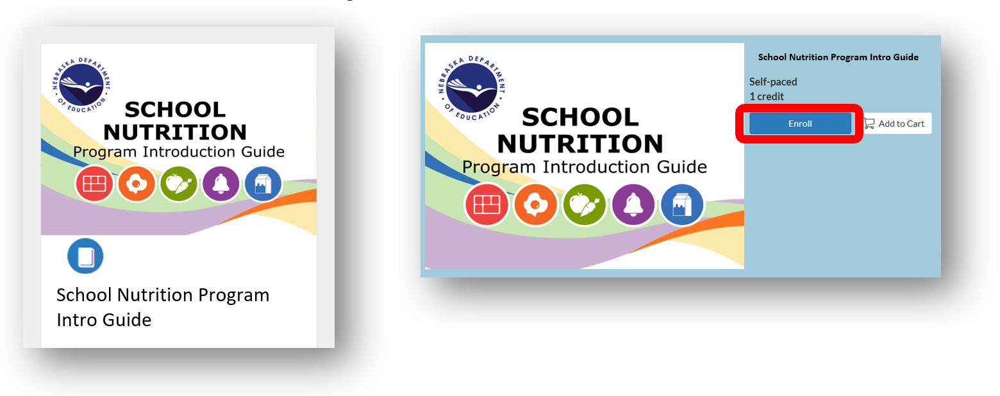 NEBRASKA DEPARTMENT
OF EDUCATION
SCHOOL
NUTRITION
Program Introduction Guide
School Nutrition Program
Intro Guide
NEBRASKA DEPARTMENT
OF EDUCATION
SCHOOL
NUTRITION
Program Introduction Guide
School Nutrition Program Intro Guide
Self-paced
1 credit
Enroll
Add to Cart